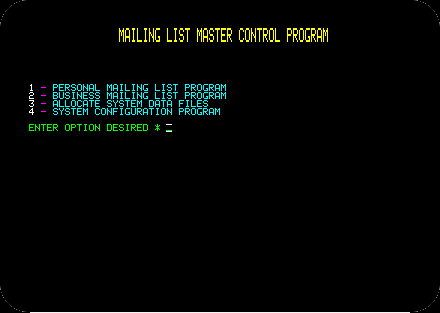 MAILING LIST MASTER CONTROL PROGRAM
1 - PERSONAL MAILING LIST PROGRAM
2 - BUSINESS MAILING LIST PROGRAM
3 - ALLOCATE SYSTEM DATA FILES
4 - SYSTEM CONFIGURATION PROGRAM
ENTER OPTION DESIRED * _